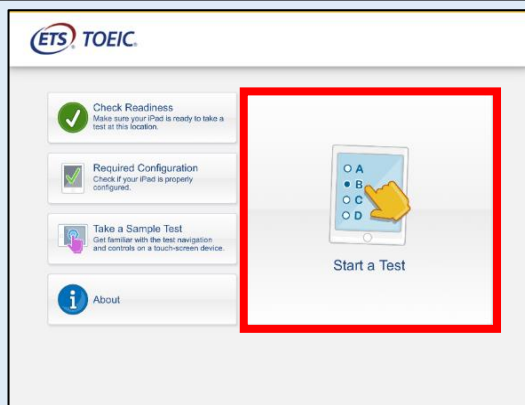 ETS TOEIC.
Check Readiness
Make sure your iPad is ready to take a
test at this location.
Required Configuration
Check if your iPad is properly
configured.
Take a Sample Test
Get familiar with the test navigation
and controls on a touch-screen device.
About
A
B
C
D
Start a Test